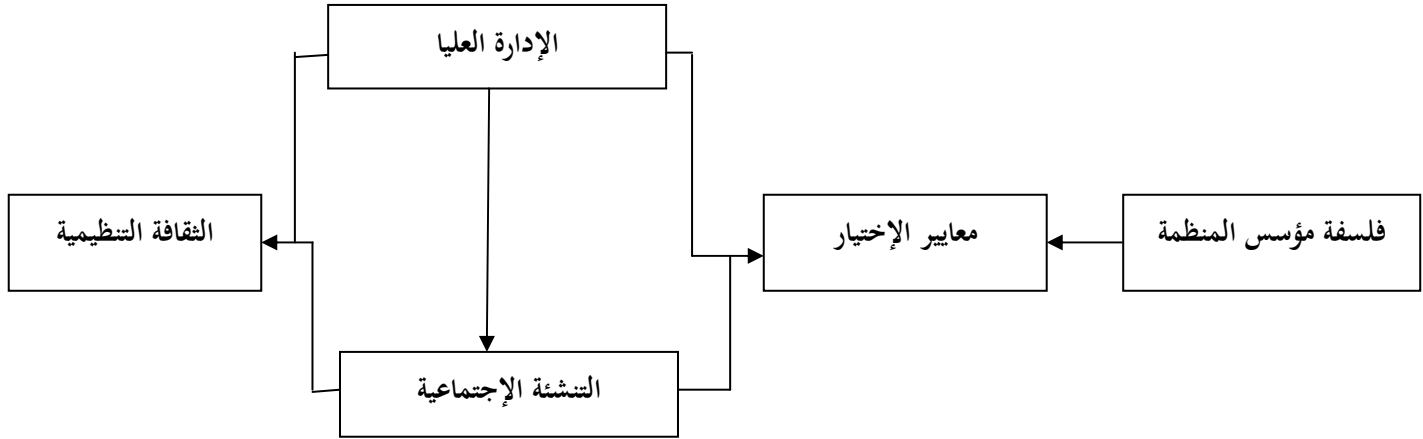 الإدارة العليا
فلسفة مؤسس المنظمة
معايير الإختيار
الثقافة التنظيمية
التنشئة الإجتماعية